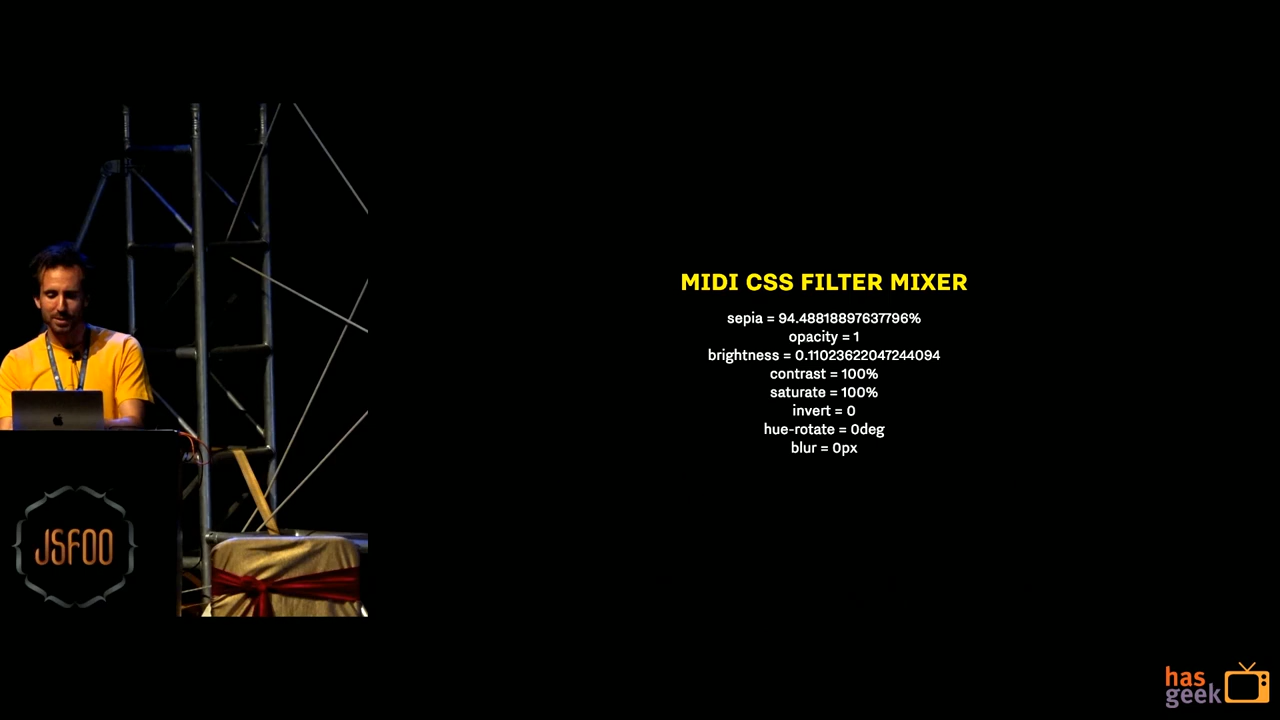 MIDI CSS FILTER MIXER
sepia = 94.48818897637796%
opacity = 1
brightness = 0.11023622047244094
contrast = 100%
saturate = 100%
invert = 0
hue-rotate = 0deg
blur = 0px
JSFOO
has
geek